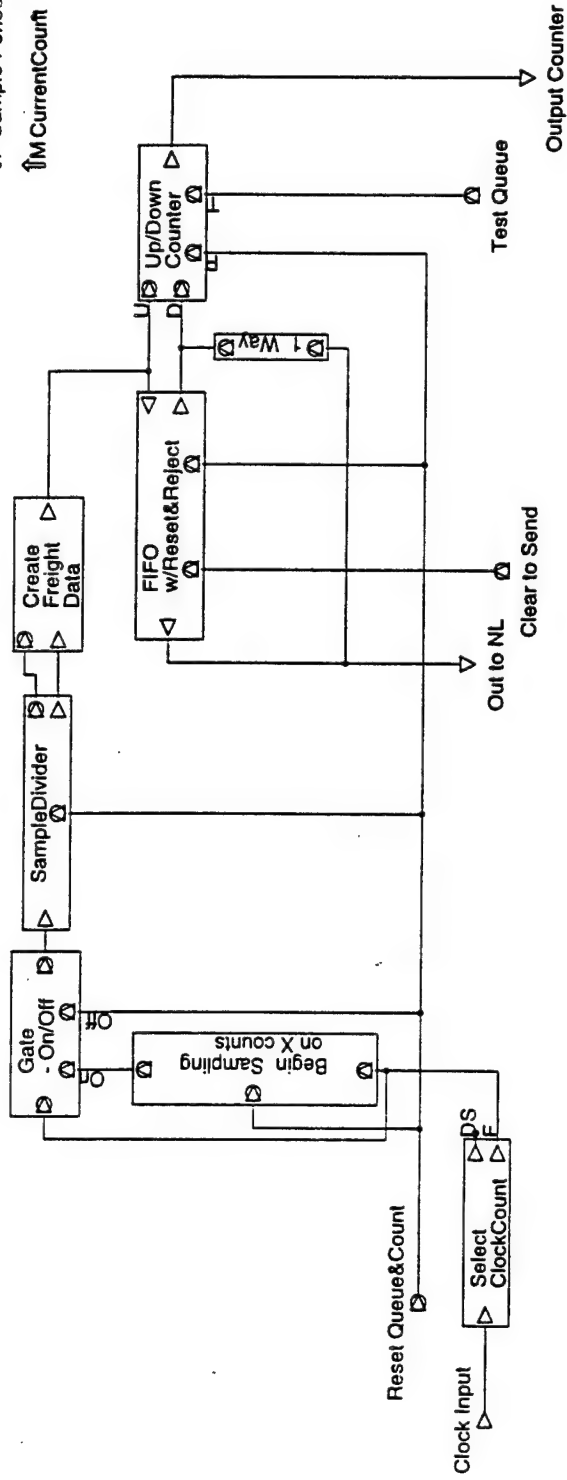 ÎM CurrentCount
Create
Freight
Data
SampleDivider
Gate
- On/Off
On
Off
Begin Sampling
on X counts
U
D
Up/Down
Counter
R
T
FIFO
w/Reset&Reject
1 Way
Test Queue
Output Counter
Clear to Send
Out to NL
Reset Queue&Count
DS
F
Select
ClockCount
Clock Input